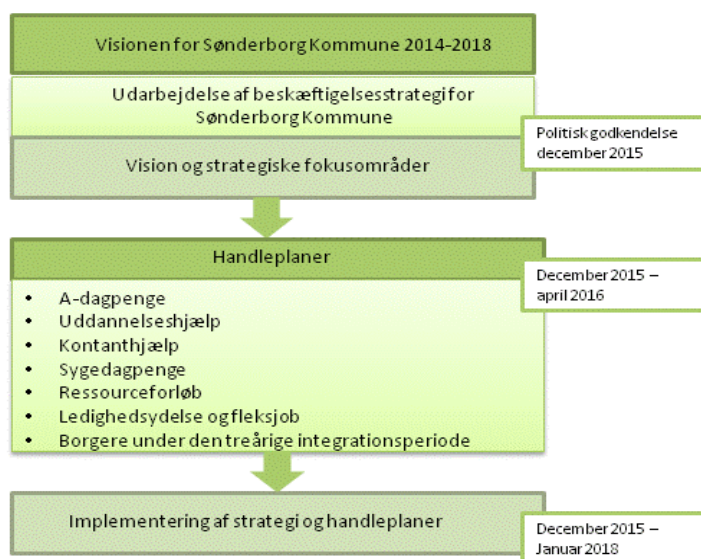 Visionen for Sønderborg Kommune 2014-2018
Udarbejdelse af beskæftigelsesstrategi for
Sønderborg Kommune
Politisk godkendelse
december 2015
Vision og strategiske fokusområder
Handleplaner
December 2015 –
april 2016
• A-dagpenge
• Uddannelseshjælp
• Kontanthjælp
• Sygedagpenge
• Ressourceforløb
• Ledighedsydelse og fleksjob
• Borgere under den treårige integrationsperiode
Implementering af strategi og handleplaner
December 2015 –
Januar 2018